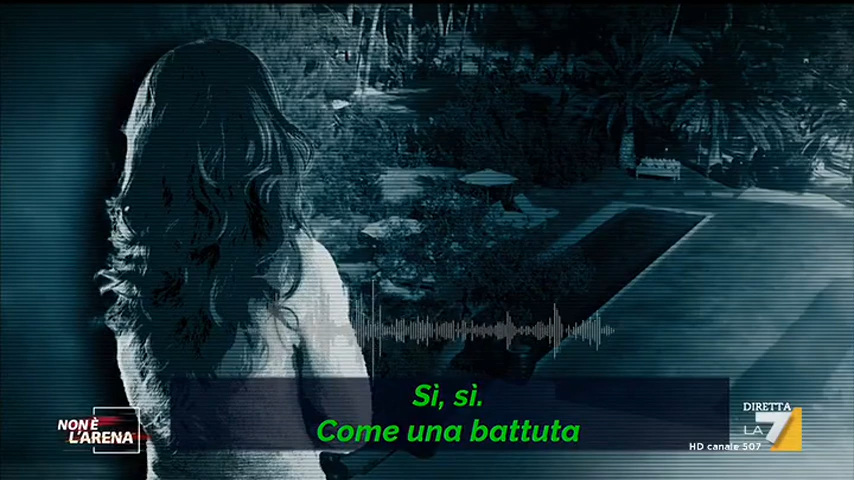 Sì, sì.
Come una battuta
NON È
L'ARENA
DIRETTA
LA 7
HD canale 507